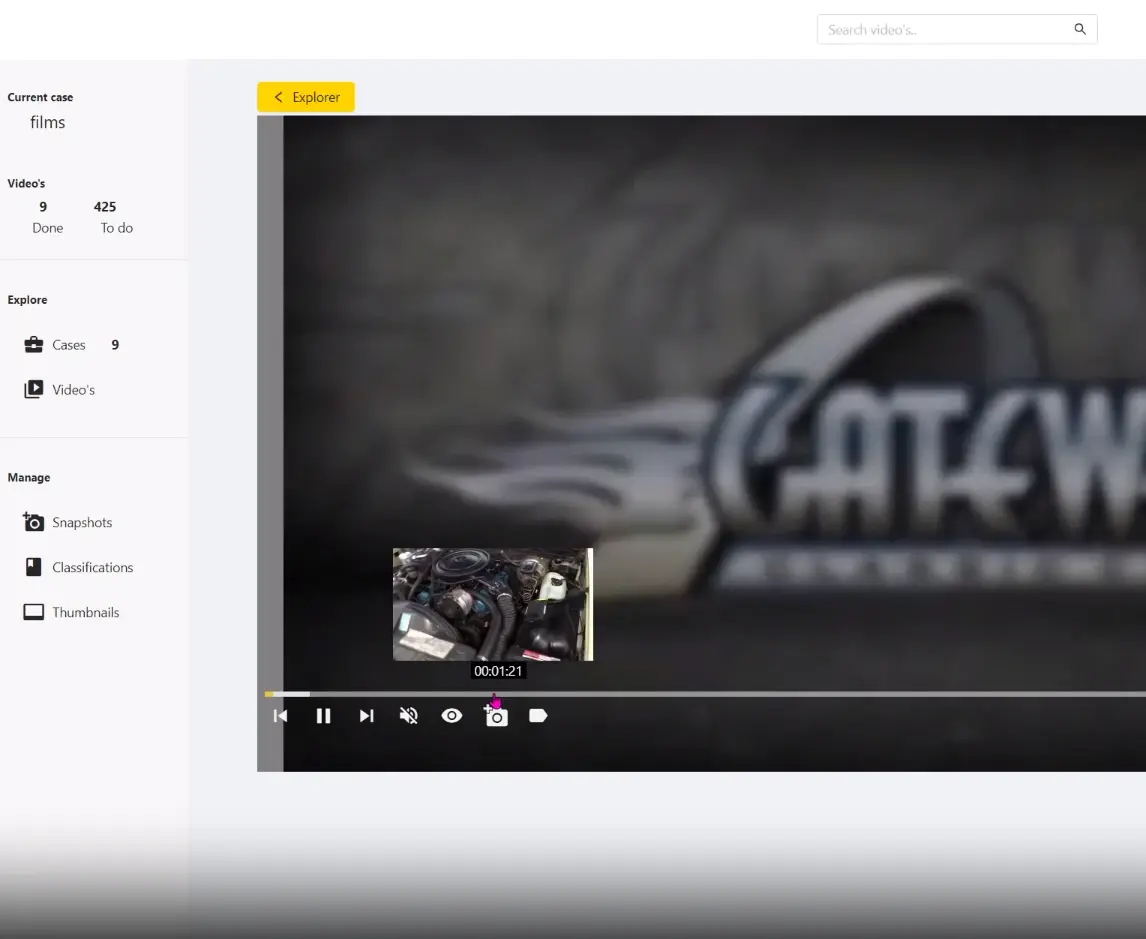 Search video's..
Current case
films
Explorer
Video's
9 425
Done To do
Explore
Cases 9
Video's
Manage
Snapshots
Classifications
Thumbnails
GATEW
00:01:21